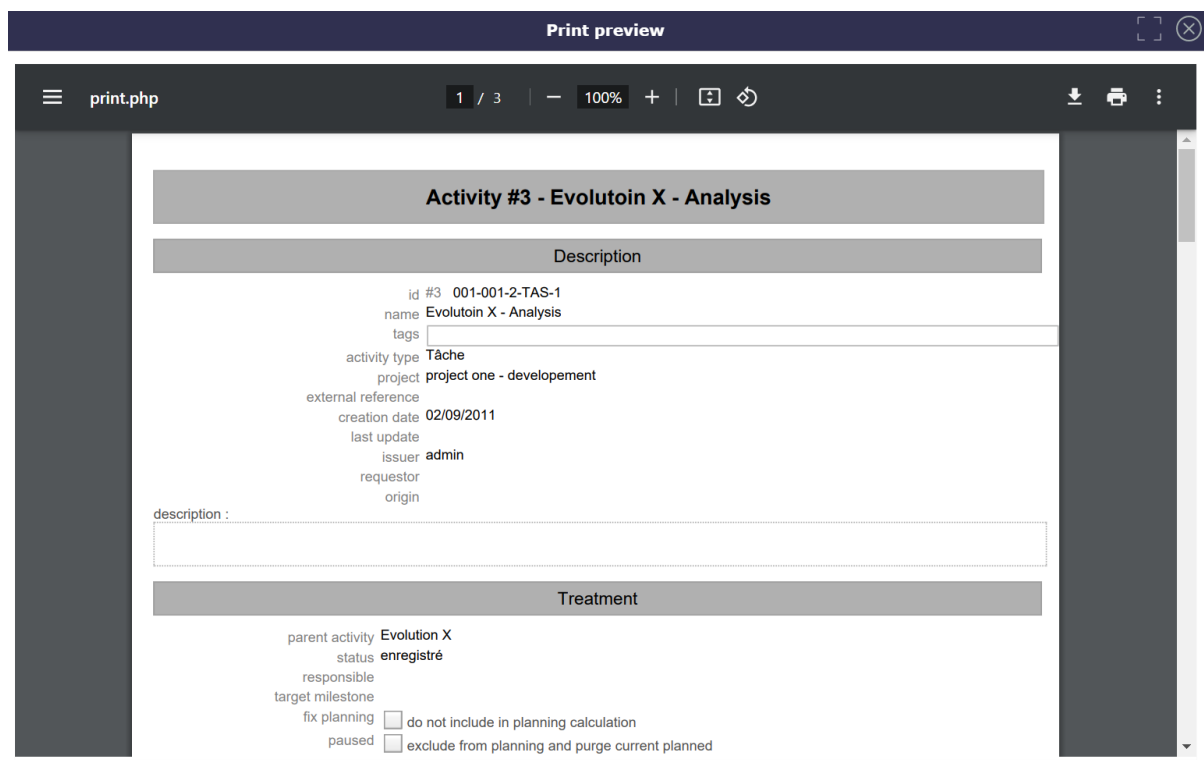 Print preview
print.php 1 / 3 100%
Activity #3 - Evolutoin X - Analysis
Description
id #3 001-001-2-TAS-1
name Evolutoin X - Analysis
tags
activity type Tâche
project project one - developement
external reference
creation date 02/09/2011
last update
issuer admin
requestor
origin
description :
Treatment
parent activity Evolution X
status enregistré
responsible
target milestone
fix planning do not include in planning calculation
paused exclude from planning and purge current planned